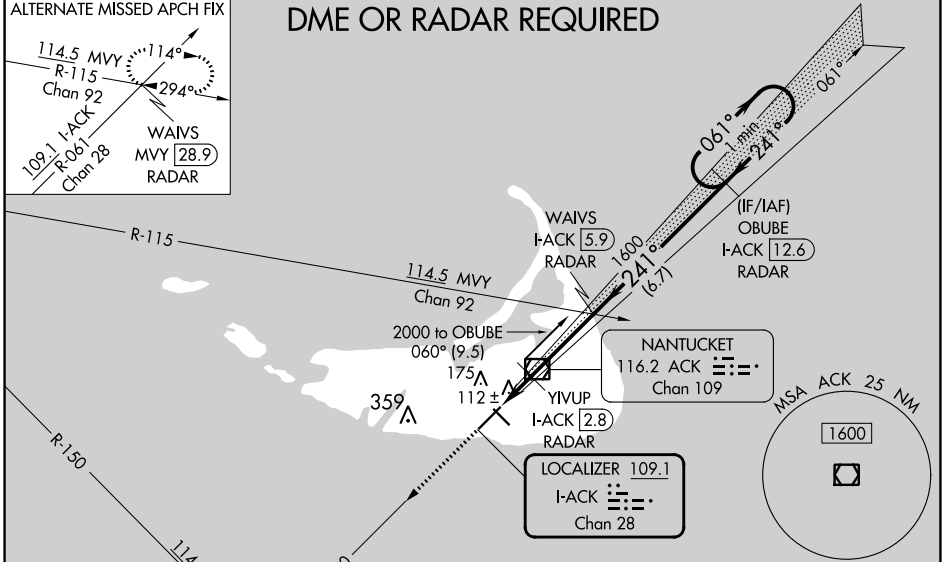 ALTERNATE MISSED APCH FIX
114.5 MVY
R-115
Chan 92
114°
294°
109.1 I-ACK
R-061
Chan 28
WAIVS
MVY 28.9
RADAR
DME OR RADAR REQUIRED
061°
061°
1 min
241°
(IF/IAF)
OBUBE
I-ACK 12.6
RADAR
WAIVS
I-ACK 5.9
RADAR
1600
241°
(6.7)
R-115
114.5 MVY
Chan 92
2000 to OBUBE
060° (9.5)
175
112 ±
359
YIVUP
I-ACK 2.8
RADAR
NANTUCKET
116.2 ACK
Chan 109
LOCALIZER 109.1
I-ACK
Chan 28
MSA ACK 25 NM
1600
R-150